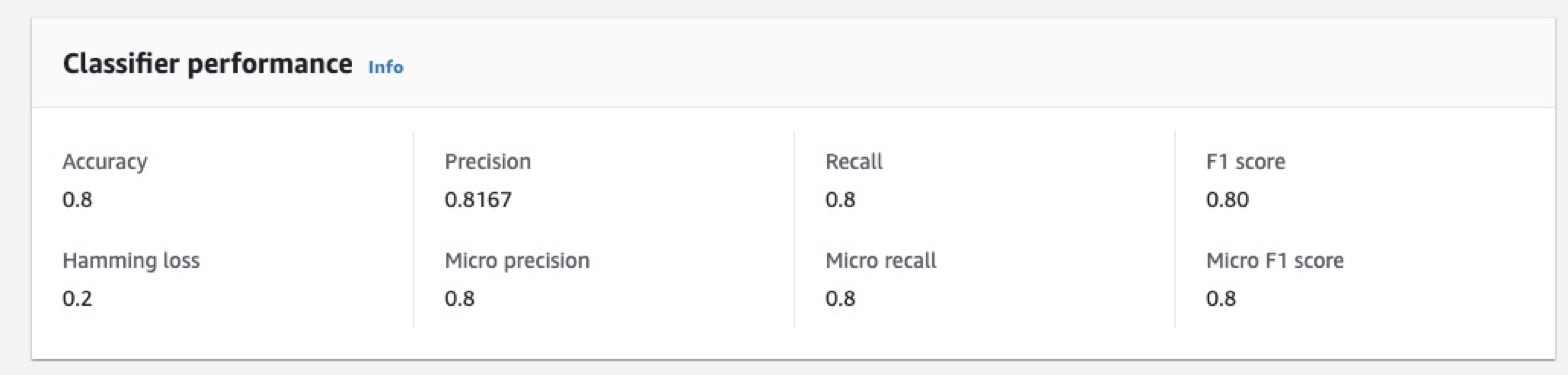 Classifier performance Info
Accuracy Precision Recall F1 score
0.8 0.8167 0.8 0.80
Hamming loss Micro precision Micro recall Micro F1 score
0.2 0.8 0.8 0.8